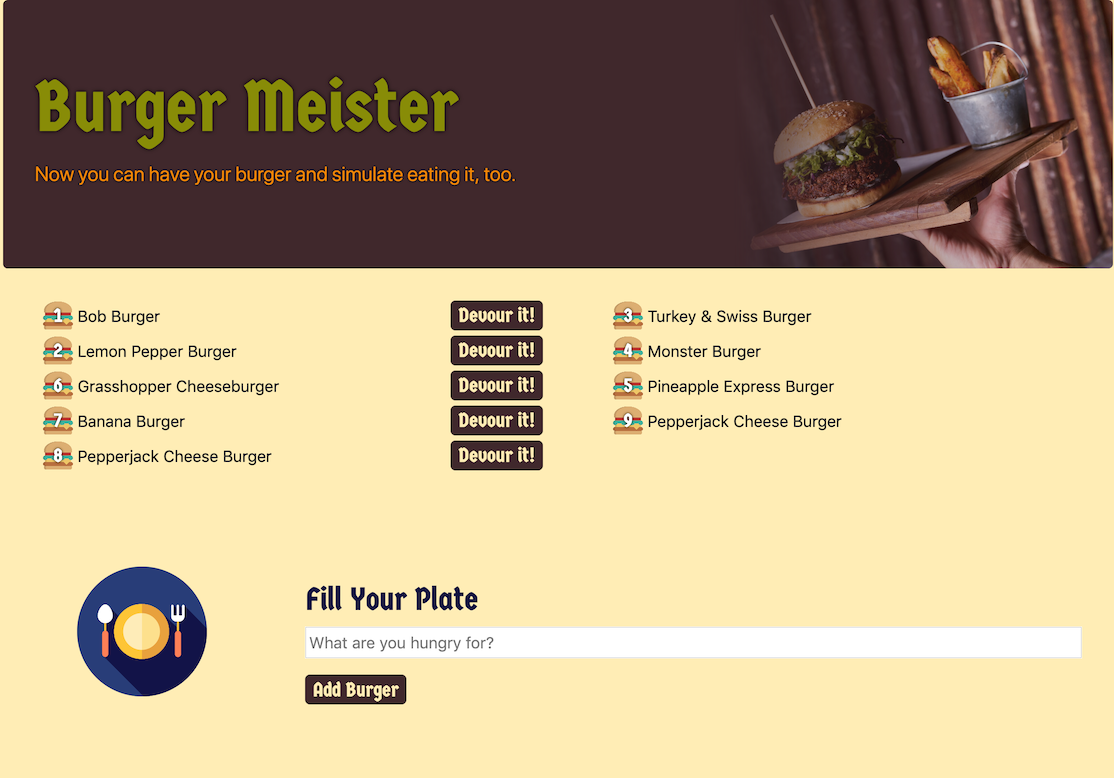 Burger Meister
Now you can have your burger and simulate eating it, too.
1 Bob Burger Devour it!
2 Lemon Pepper Burger Devour it!
6 Grasshopper Cheeseburger Devour it!
7 Banana Burger Devour it!
8 Pepperjack Cheese Burger Devour it!
3 Turkey & Swiss Burger
4 Monster Burger
5 Pineapple Express Burger
9 Pepperjack Cheese Burger
Fill Your Plate
What are you hungry for?
Add Burger